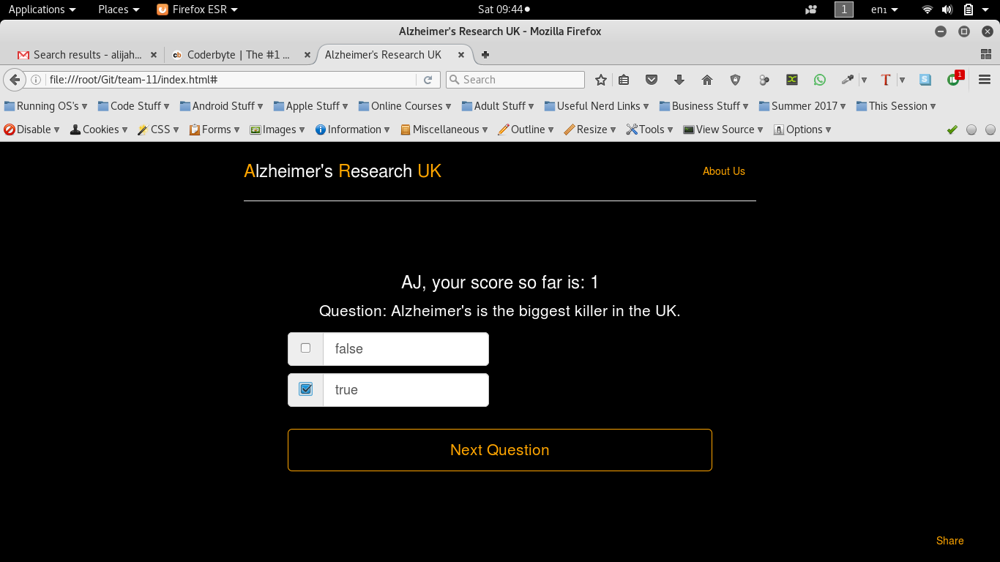 Applications Places Firefox ESR Sat 09:44 1 en₁
Alzheimer's Research UK - Mozilla Firefox
Search results - alijah... Coderbyte | The #1 ... Alzheimer's Research UK
file:///root/Git/team-11/index.html# Search 1
Running OS's Code Stuff Android Stuff Apple Stuff Online Courses Adult Stuff Useful Nerd Links Business Stuff Summer 2017 This Session
Disable Cookies CSS Forms Images Information Miscellaneous Outline Resize Tools View Source Options
Alzheimer's Research UK About Us
AJ, your score so far is: 1
Question: Alzheimer's is the biggest killer in the UK.
false
true
Next Question
Share